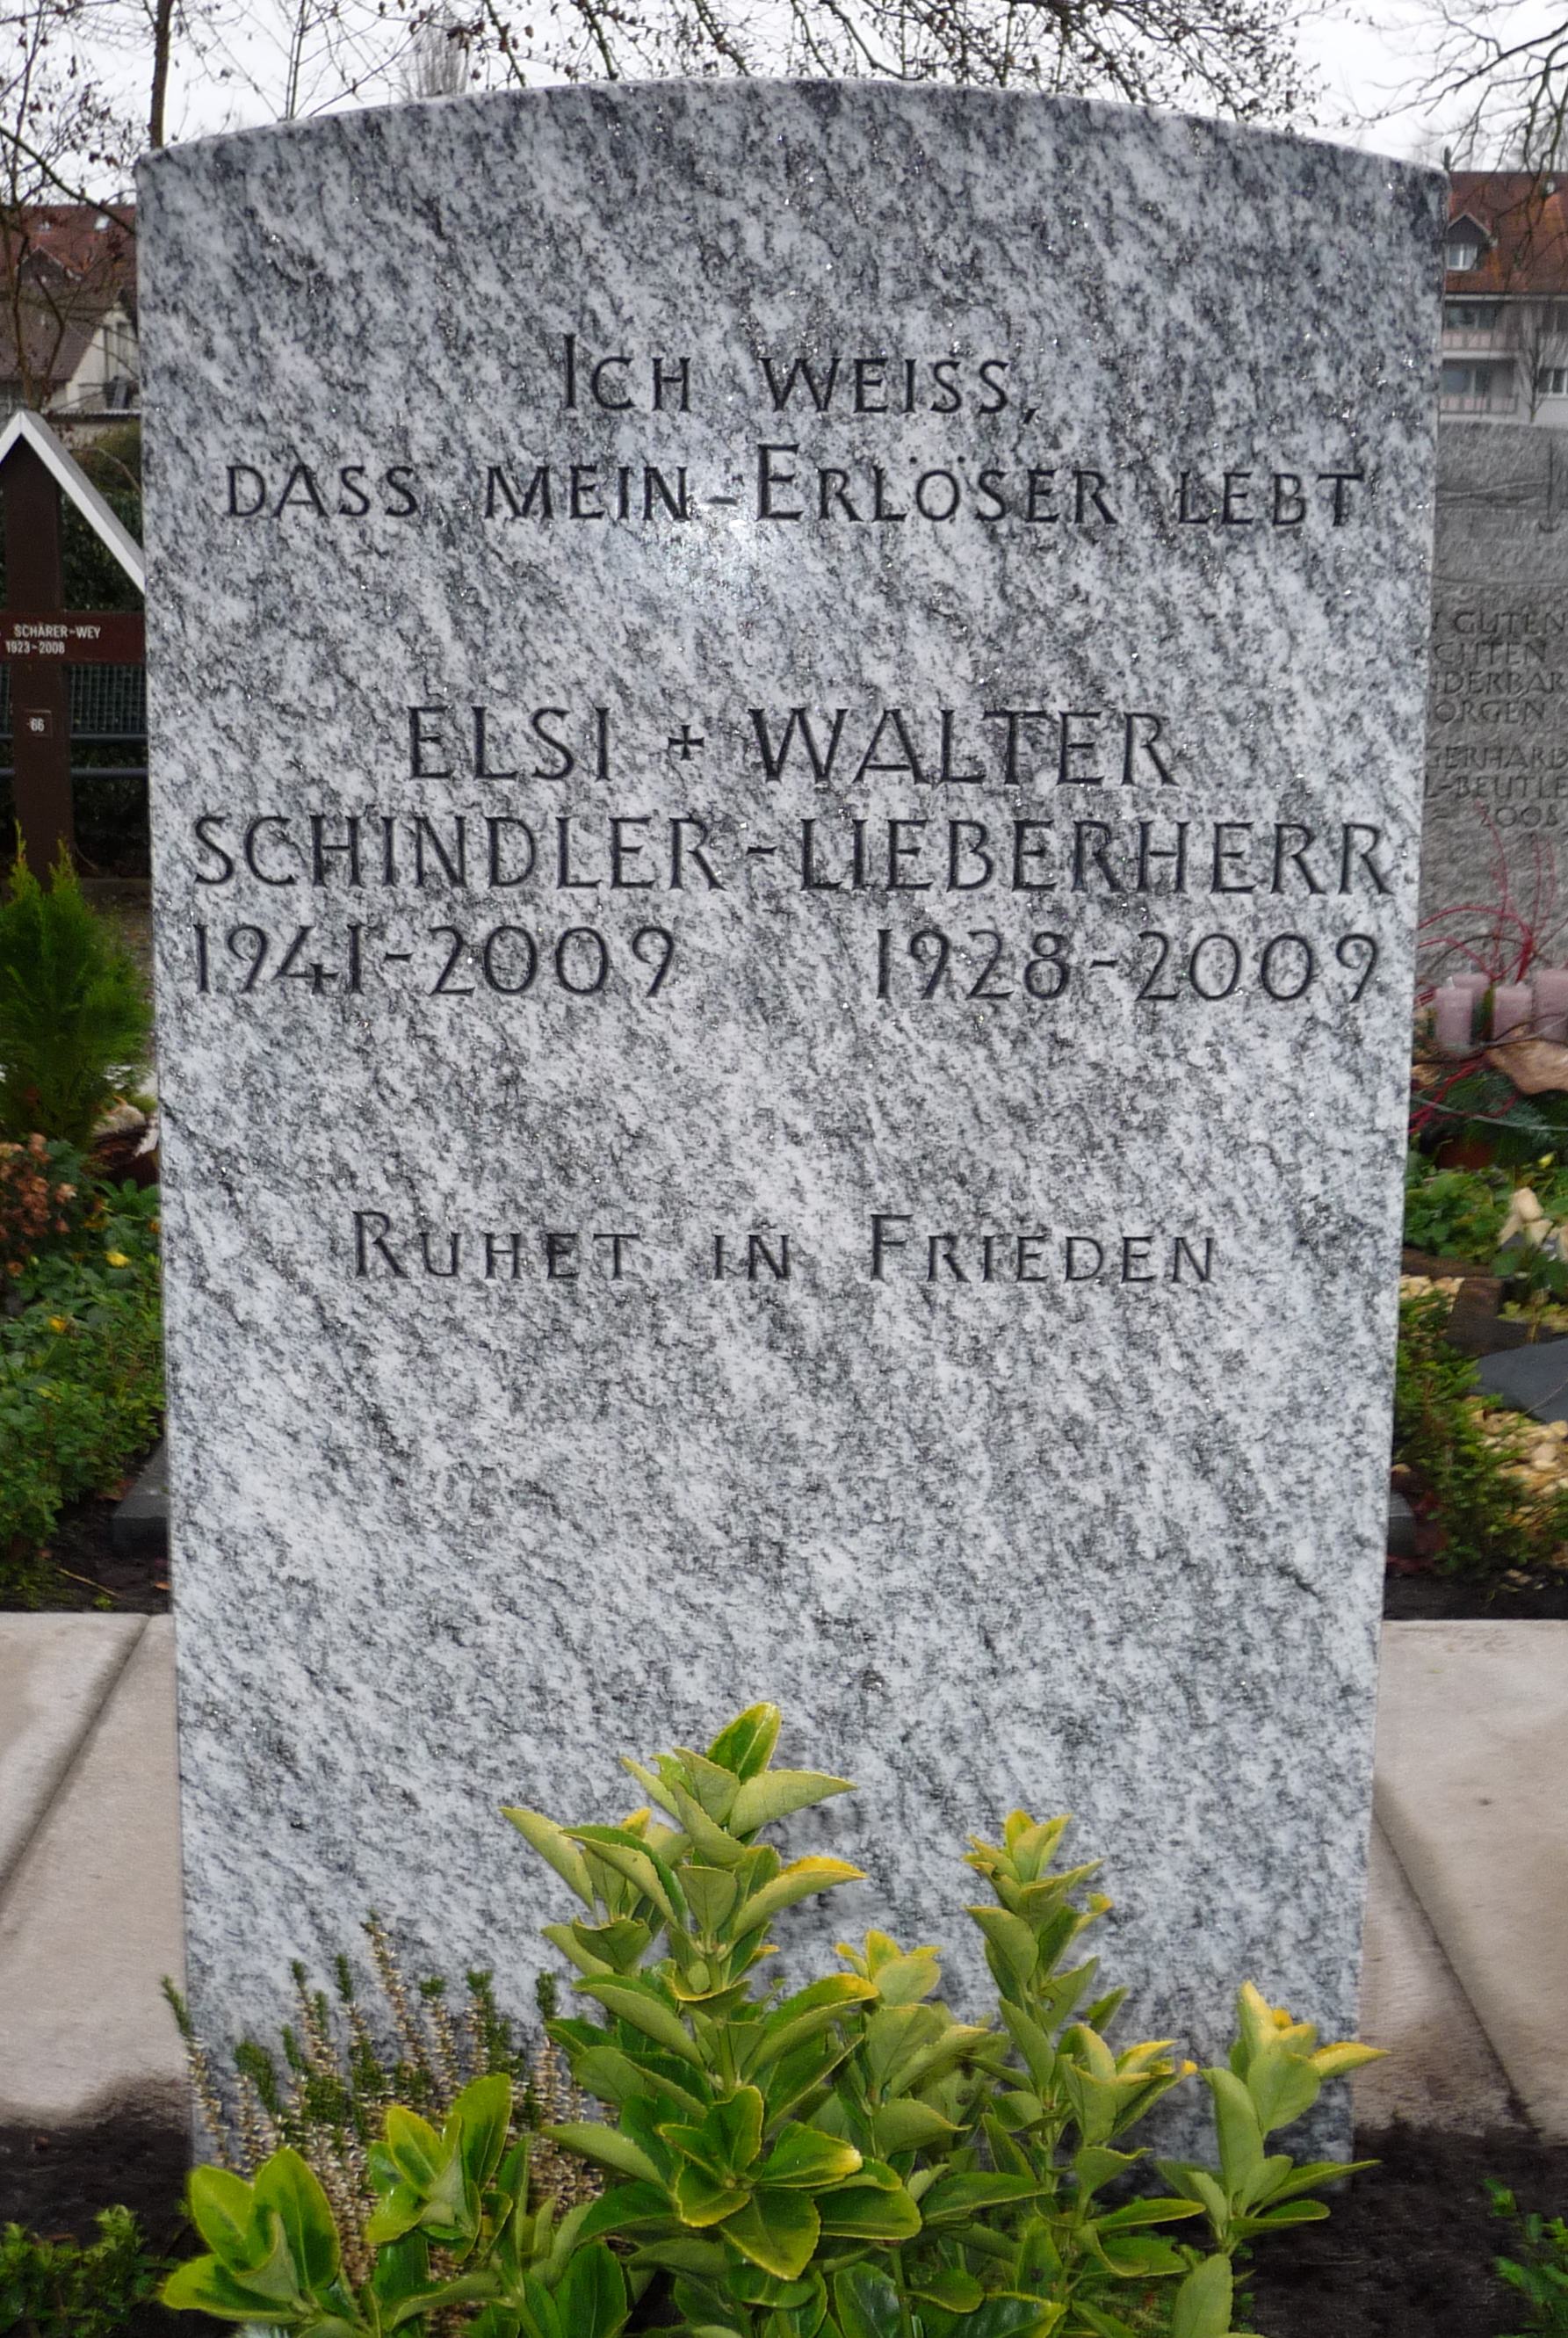 Ich weiss,
dass mein-Erlöser lebt
ELSI + WALTER
SCHINDLER-LIEBERHERR
1941-2009 1928-2009
Ruhet in Frieden
SCHÄRER-WEY
1923-2008
66
GUTEN